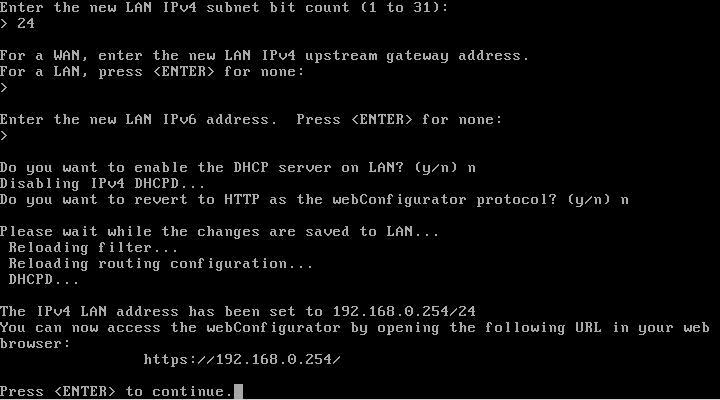 Enter the new LAN IPv4 subnet bit count (1 to 31):
> 24
For a WAN, enter the new LAN IPv4 upstream gateway address.
For a LAN, press <ENTER> for none:
>
Enter the new LAN IPv6 address.  Press <ENTER> for none:
>
Do you want to enable the DHCP server on LAN? (y/n) n
Disabling IPv4 DHCPD...
Do you want to revert to HTTP as the webConfigurator protocol? (y/n) n
Please wait while the changes are saved to LAN...
 Reloading filter...
 Reloading routing configuration...
 DHCPD...
The IPv4 LAN address has been set to 192.168.0.254/24
You can now access the webConfigurator by opening the following URL in your web
browser:
                https://192.168.0.254/
Press <ENTER> to continue.